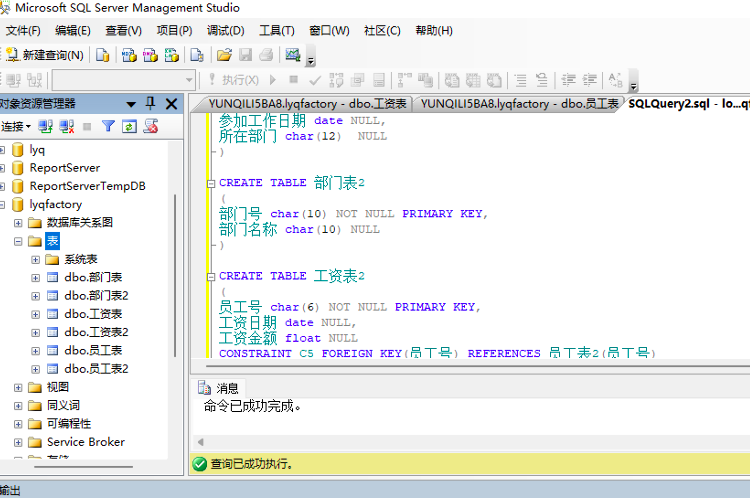 Microsoft SQL Server Management Studio
文件(F) 编辑(E) 查看(V) 项目(P) 调试(D) 工具(T) 窗口(W) 社区(C) 帮助(H)
新建查询(N)
执行(X)
对象资源管理器
连接
lyq
ReportServer
ReportServerTempDB
lyqfactory
数据库关系图
表
系统表
dbo.部门表
dbo.部门表2
dbo.工资表
dbo.工资表2
dbo.员工表
dbo.员工表2
视图
同义词
可编程性
Service Broker
存储
YUNQILI5BA8.lyqfactory - dbo.工资表 YUNQILI5BA8.lyqfactory - dbo.员工表 SQLQuery2.sql - lo...q
参加工作日期 date NULL,
所在部门 char(12) NULL
)
CREATE TABLE 部门表2
(
部门号 char(10) NOT NULL PRIMARY KEY,
部门名称 char(10) NULL
)
CREATE TABLE 工资表2
(
员工号 char(6) NOT NULL PRIMARY KEY,
工资日期 date NULL,
工资金额 float NULL
CONSTRAINT C5 FOREIGN KEY(员工号) REFERENCES 员工表2(员工号)
消息
命令已成功完成。
查询已成功执行。
输出